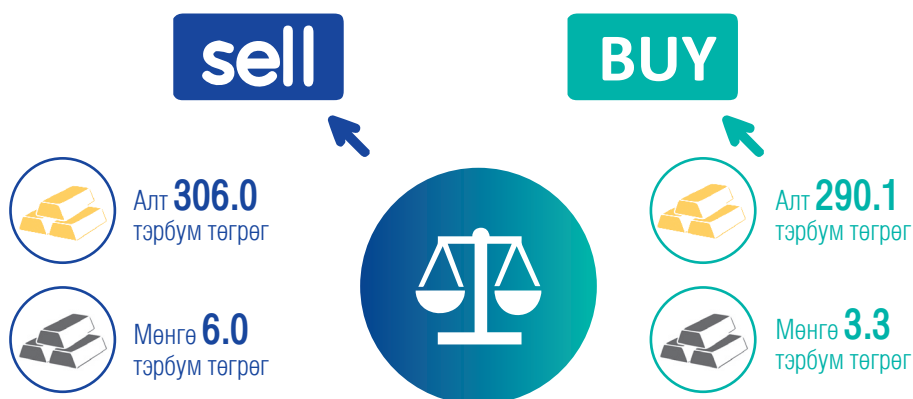 sell
BUY
Алт 306.0
тэрбум төгрөг
Мөнгө 6.0
тэрбум төгрөг
Алт 290.1
тэрбум төгрөг
Мөнгө 3.3
тэрбум төгрөг